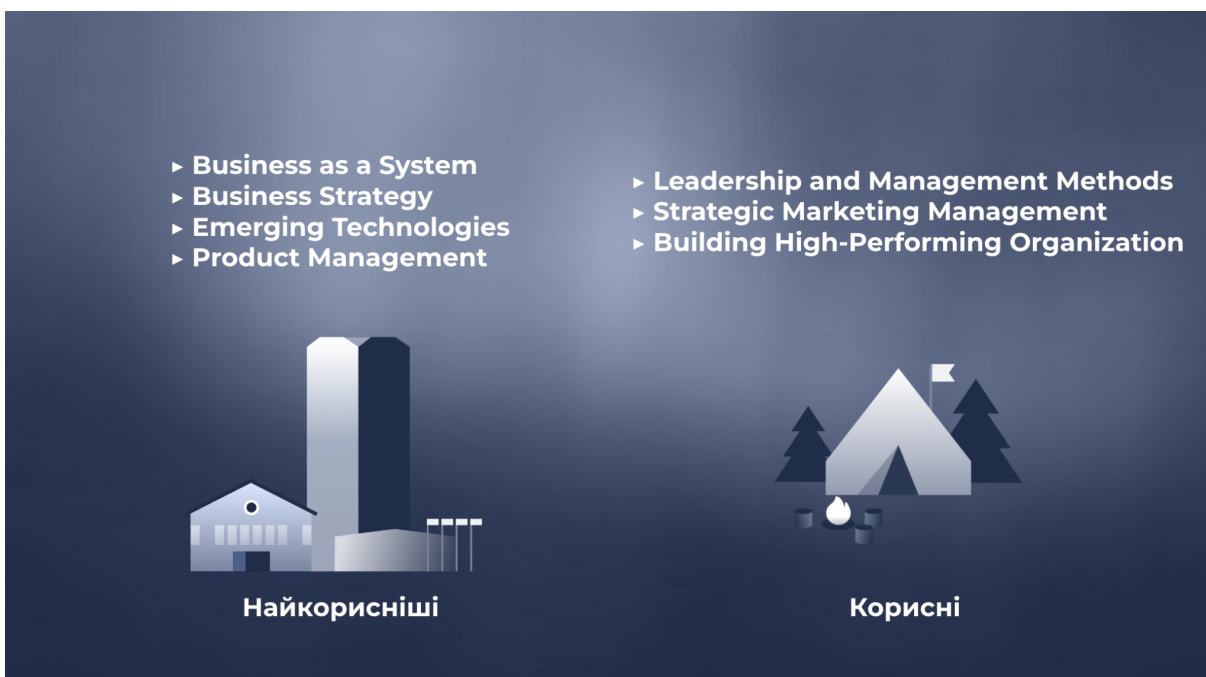 ▸ Business as a System
▸ Business Strategy
▸ Emerging Technologies
▸ Product Management
▸ Leadership and Management Methods
▸ Strategic Marketing Management
▸ Building High-Performing Organization
Найкорисніші
Корисні